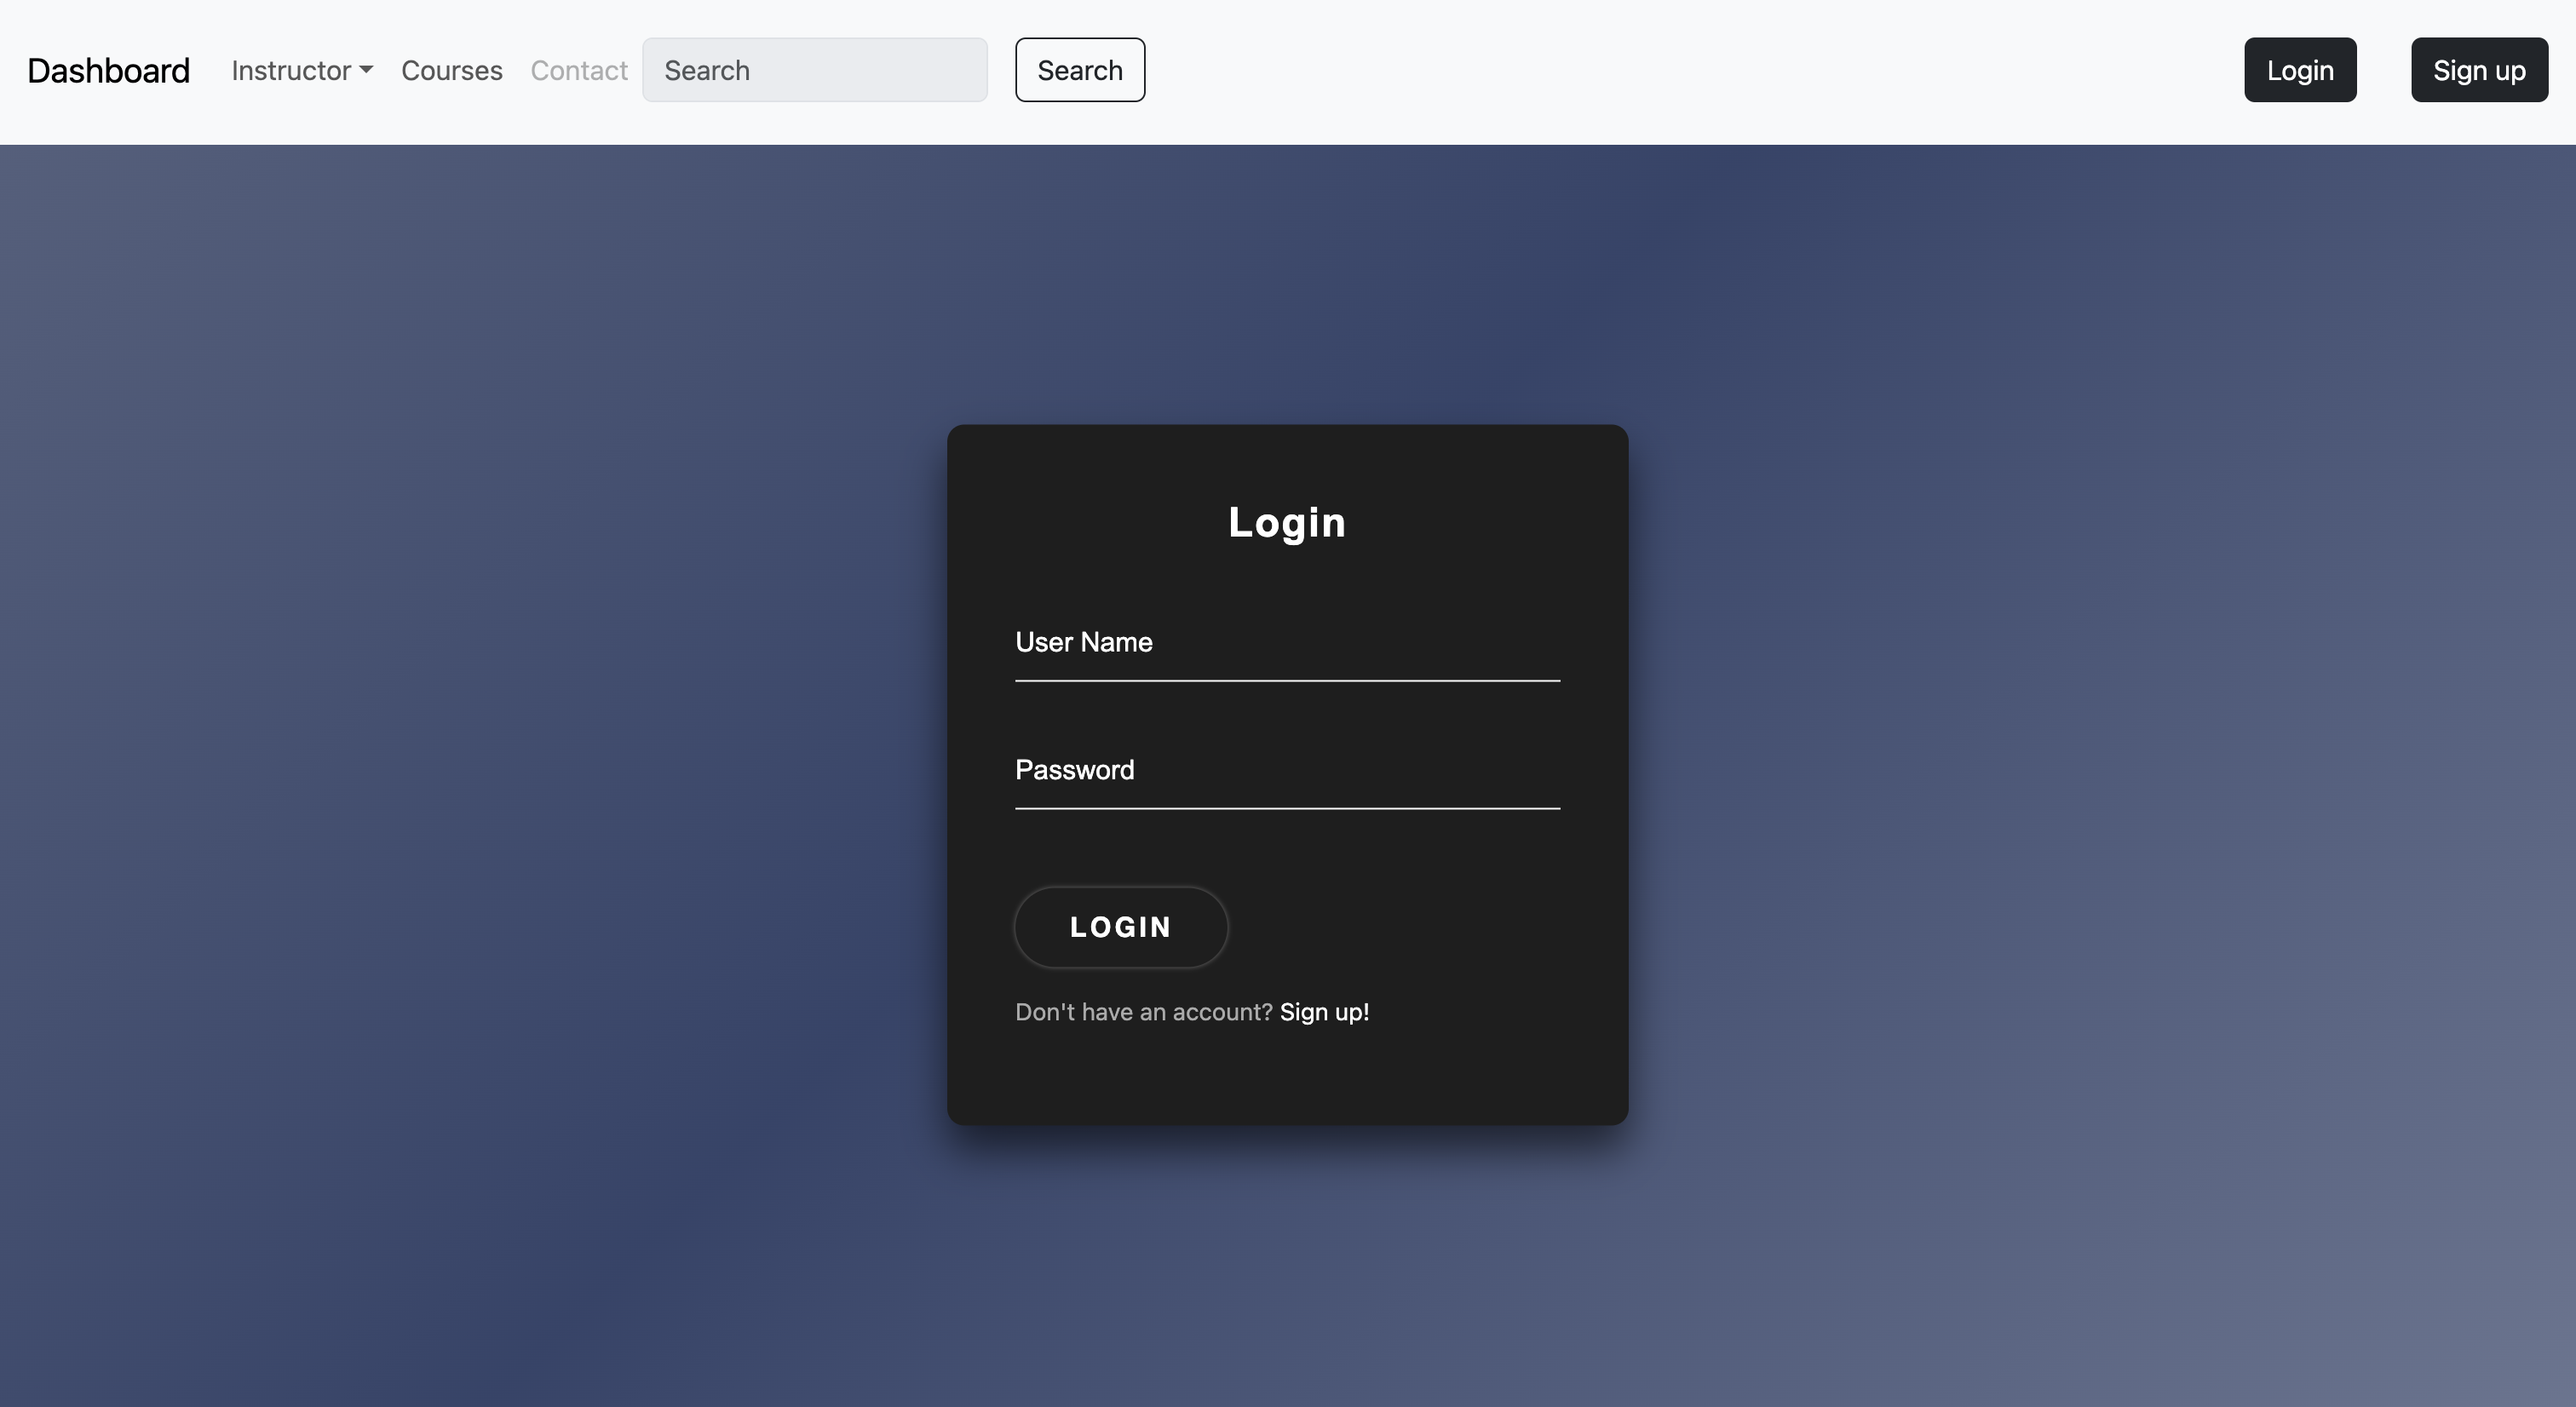 Dashboard Instructor Courses Contact Search Search Login Sign up
Login
User Name
Password
LOGIN
Don't have an account? Sign up!